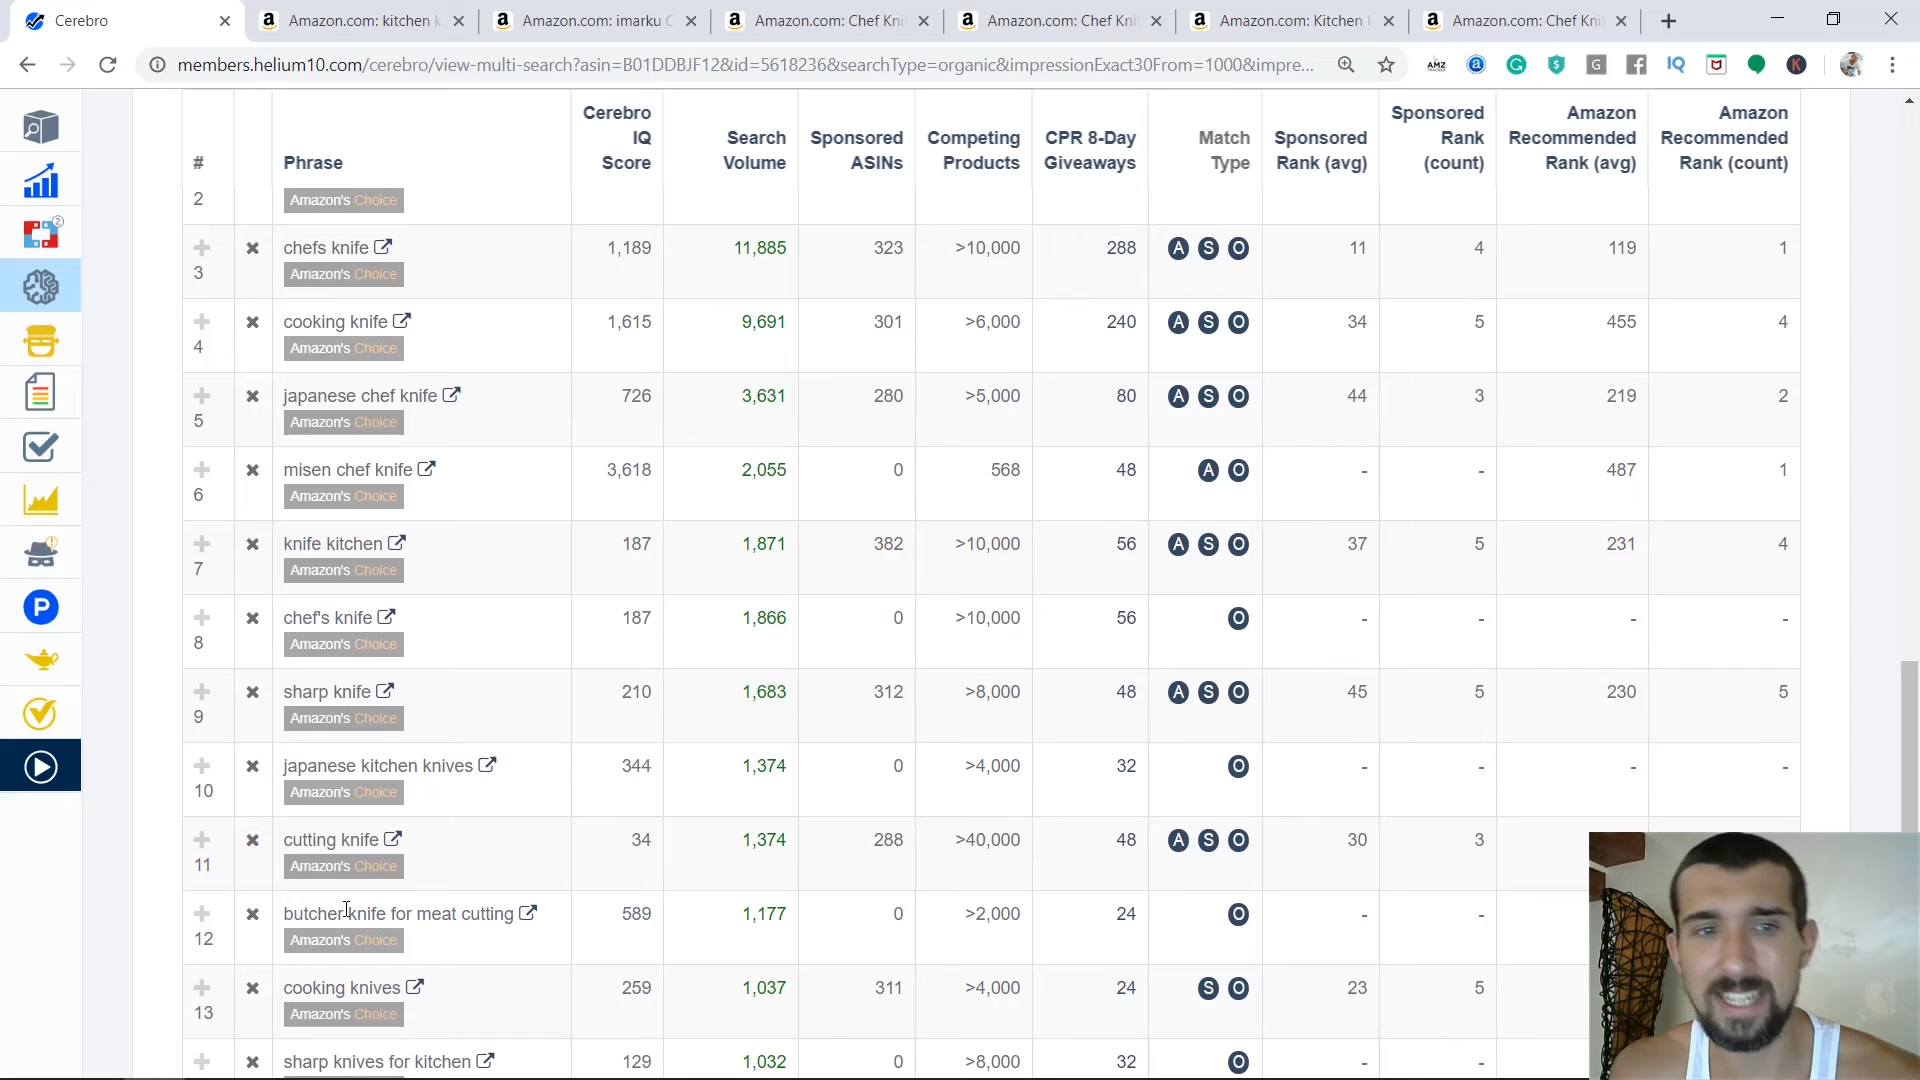 Cerebro
Amazon.com: kitchen k
Amazon.com: imarku C
Amazon.com: Chef Kni
Amazon.com: Chef Kni
Amazon.com: Kitchen
Amazon.com: Chef Kni
members.helium10.com/cerebro/view-multi-search?asin=B01DDBJF12&id=5618236&searchType=organic&impressionExact30From=1000&impre...
# Phrase Cerebro IQ Score Search Volume Sponsored ASINs Competing Products CPR 8-Day Giveaways Match Type Sponsored Rank (avg) Sponsored Rank (count) Amazon Recommended Rank (avg) Amazon Recommended Rank (count)
2 Amazon's Choice
chefs knife 1,189 11,885 323 >10,000 288 A S O 11 4 119 1
3 Amazon's Choice
cooking knife 1,615 9,691 301 >6,000 240 A S O 34 5 455 4
4 Amazon's Choice
japanese chef knife 726 3,631 280 >5,000 80 A S O 44 3 219 2
5 Amazon's Choice
misen chef knife 3,618 2,055 0 568 48 A O - - 487 1
6 Amazon's Choice
knife kitchen 187 1,871 382 >10,000 56 A S O 37 5 231 4
7 Amazon's Choice
chef's knife 187 1,866 0 >10,000 56 O - - - -
8 Amazon's Choice
sharp knife 210 1,683 312 >8,000 48 A S O 45 5 230 5
9 Amazon's Choice
japanese kitchen knives 344 1,374 0 >4,000 32 O - - - -
10 Amazon's Choice
cutting knife 34 1,374 288 >40,000 48 A S O 30 3
11 Amazon's Choice
butcher knife for meat cutting 589 1,177 0 >2,000 24 O - -
12 Amazon's Choice
cooking knives 259 1,037 311 >4,000 24 S O 23 5
13 Amazon's Choice
sharp knives for kitchen 129 1,032 0 >8,000 32 O - -